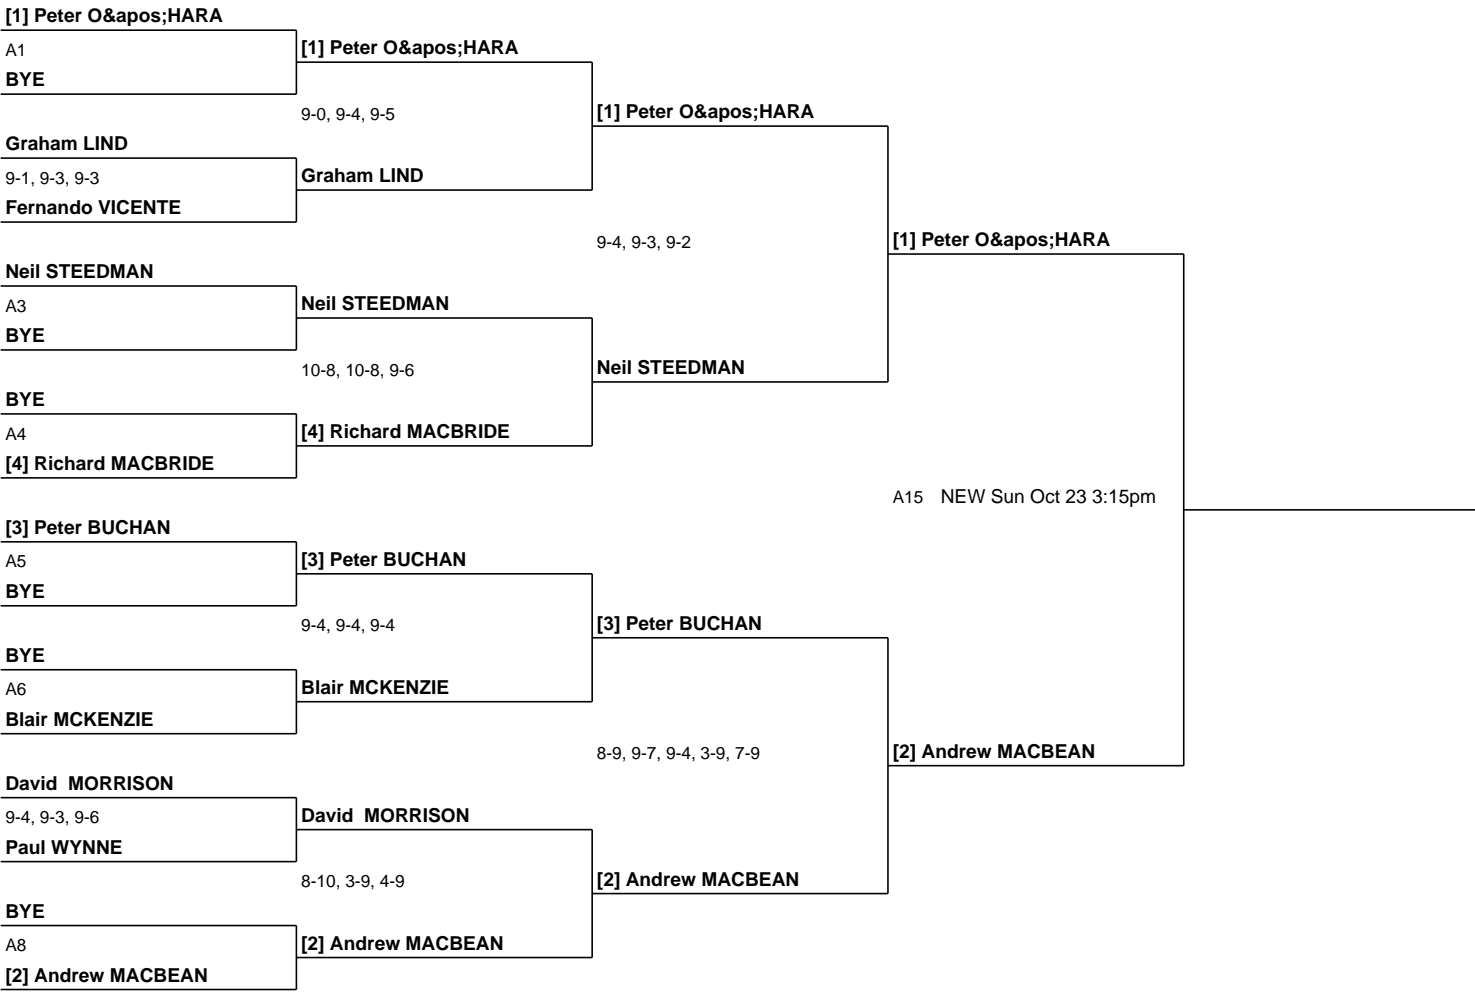 [1] Peter O&apos;HARA
A1
BYE
[1] Peter O&apos;HARA
9-0, 9-4, 9-5
Graham LIND
9-1, 9-3, 9-3
Fernando VICENTE
Graham LIND
[1] Peter O&apos;HARA
9-4, 9-3, 9-2
Neil STEEDMAN
A3
BYE
Neil STEEDMAN
10-8, 10-8, 9-6
BYE
A4
[4] Richard MACBRIDE
[4] Richard MACBRIDE
Neil STEEDMAN
[1] Peter O&apos;HARA
A15 NEW Sun Oct 23 3:15pm
[3] Peter BUCHAN
A5
BYE
[3] Peter BUCHAN
9-4, 9-4, 9-4
BYE
A6
Blair MCKENZIE
Blair MCKENZIE
[3] Peter BUCHAN
8-9, 9-7, 9-4, 3-9, 7-9
David  MORRISON
9-4, 9-3, 9-6
Paul WYNNE
David  MORRISON
8-10, 3-9, 4-9
BYE
A8
[2] Andrew MACBEAN
[2] Andrew MACBEAN
[2] Andrew MACBEAN
[2] Andrew MACBEAN